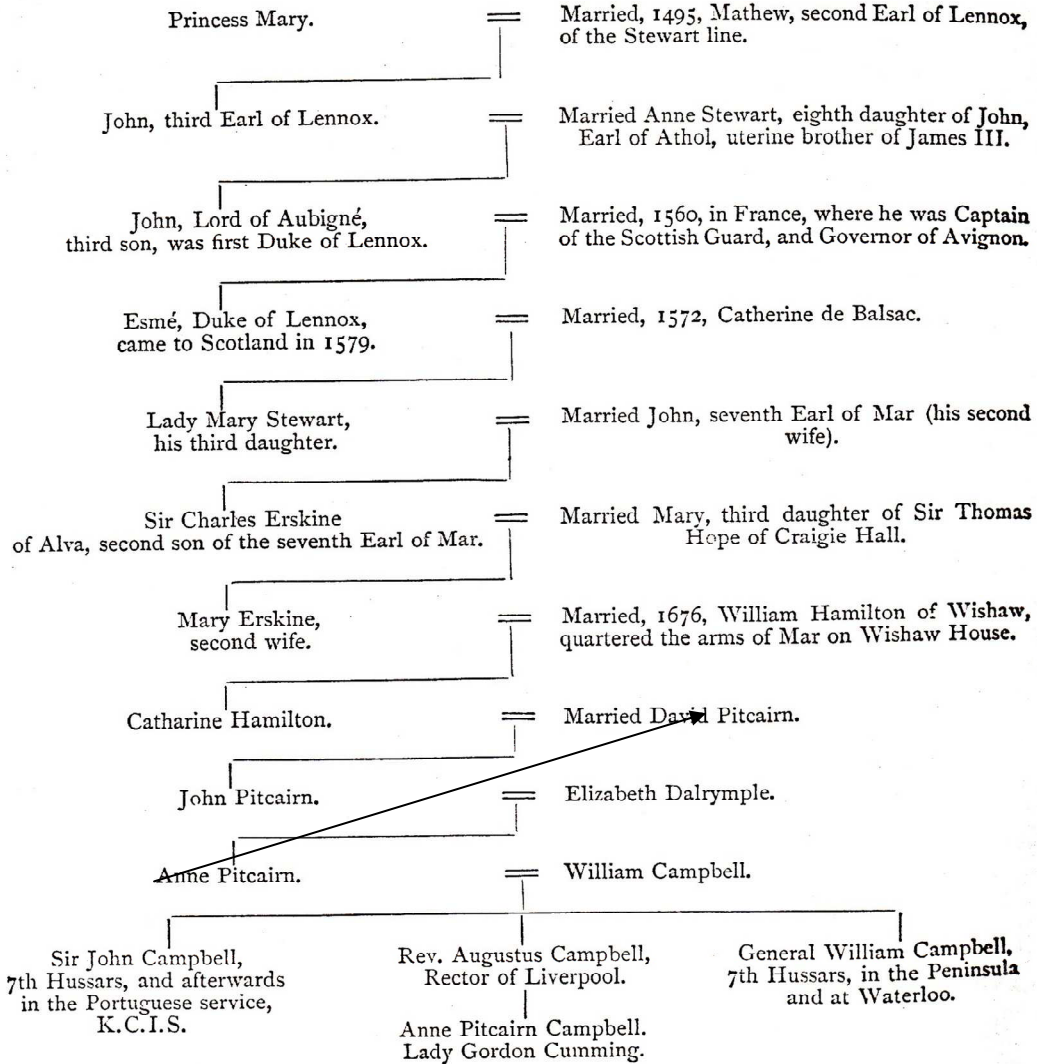 Princess Mary.
Married, 1495, Mathew, second Earl of Lennox,
of the Stewart line.
John, third Earl of Lennox.
Married Anne Stewart, eighth daughter of John,
Earl of Athol, uterine brother of James III.
John, Lord of Aubigné,
third son, was first Duke of Lennox.
Married, 1560, in France, where he was Captain
of the Scottish Guard, and Governor of Avignon.
Esmé, Duke of Lennox,
came to Scotland in 1579.
Married, 1572, Catherine de Balsac.
Lady Mary Stewart,
his third daughter.
Married John, seventh Earl of Mar (his second
wife).
Sir Charles Erskine
of Alva, second son of the seventh Earl of Mar.
Married Mary, third daughter of Sir Thomas
Hope of Craigie Hall.
Mary Erskine,
second wife.
Married, 1676, William Hamilton of Wishaw,
quartered the arms of Mar on Wishaw House.
Catharine Hamilton.
Married David Pitcairn.
John Pitcairn.
Elizabeth Dalrymple.
Anne Pitcairn.
William Campbell.
Sir John Campbell,
7th Hussars, and afterwards
in the Portuguese service,
K.C.I.S.
Rev. Augustus Campbell,
Rector of Liverpool.
Anne Pitcairn Campbell.
Lady Gordon Cumming.
General William Campbell,
7th Hussars, in the Peninsula
and at Waterloo.